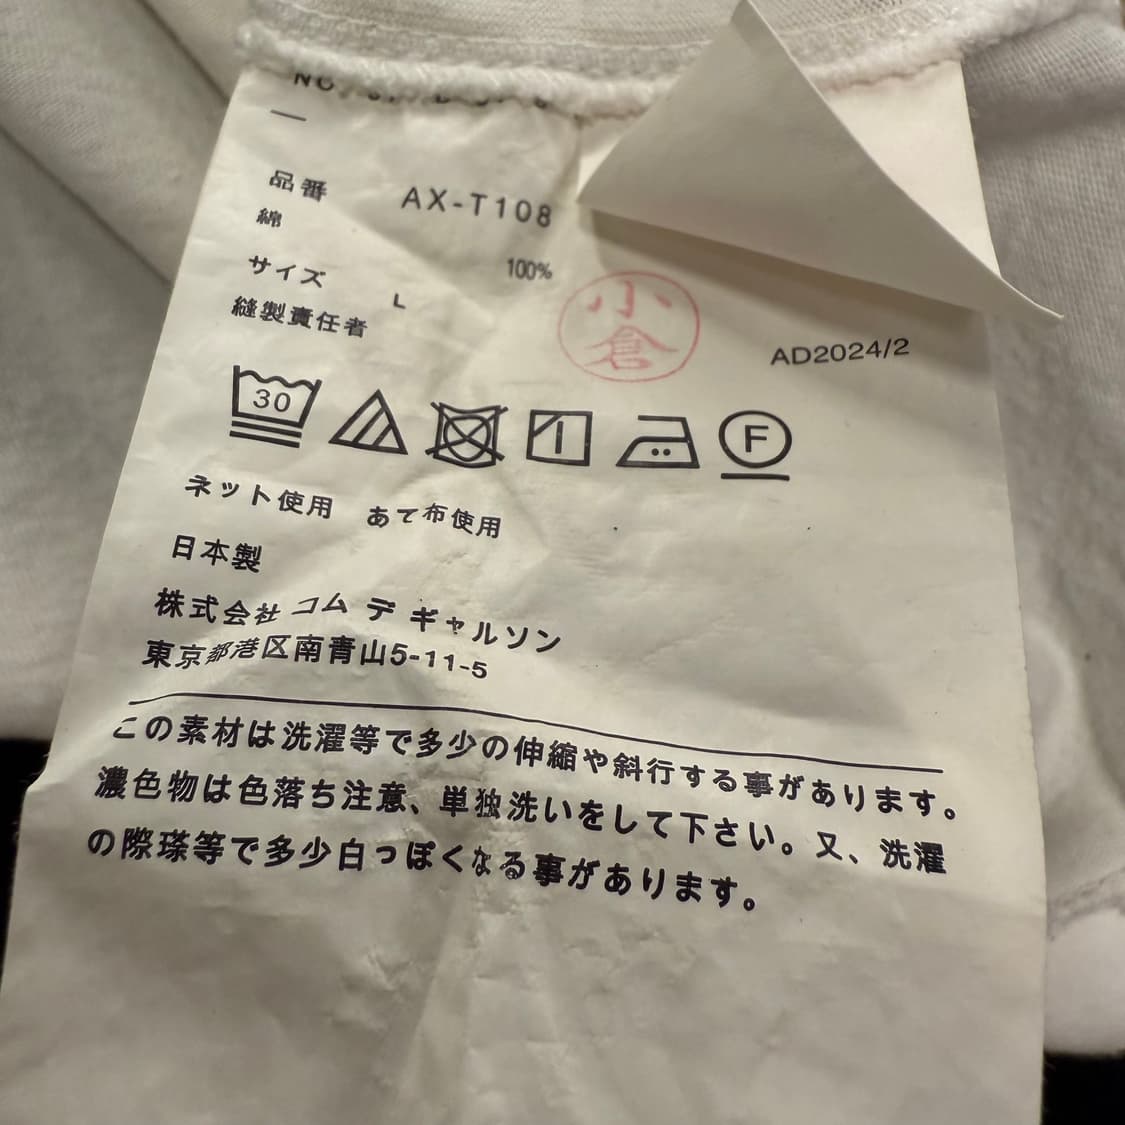 品番 AX-T108
綿 100%
サイズ L
縫製責任者 小倉
AD2024/2
30
F
ネット使用 あて布使用
日本製
株式会社 コム デ ギャルソン
東京都港区南青山5-11-5
この素材は洗濯等で多少の伸縮や斜行する事があります。
濃色物は色落ち注意、単独洗いをして下さい。又、洗濯
の際㻮等で多少白っぽくなる事があります。